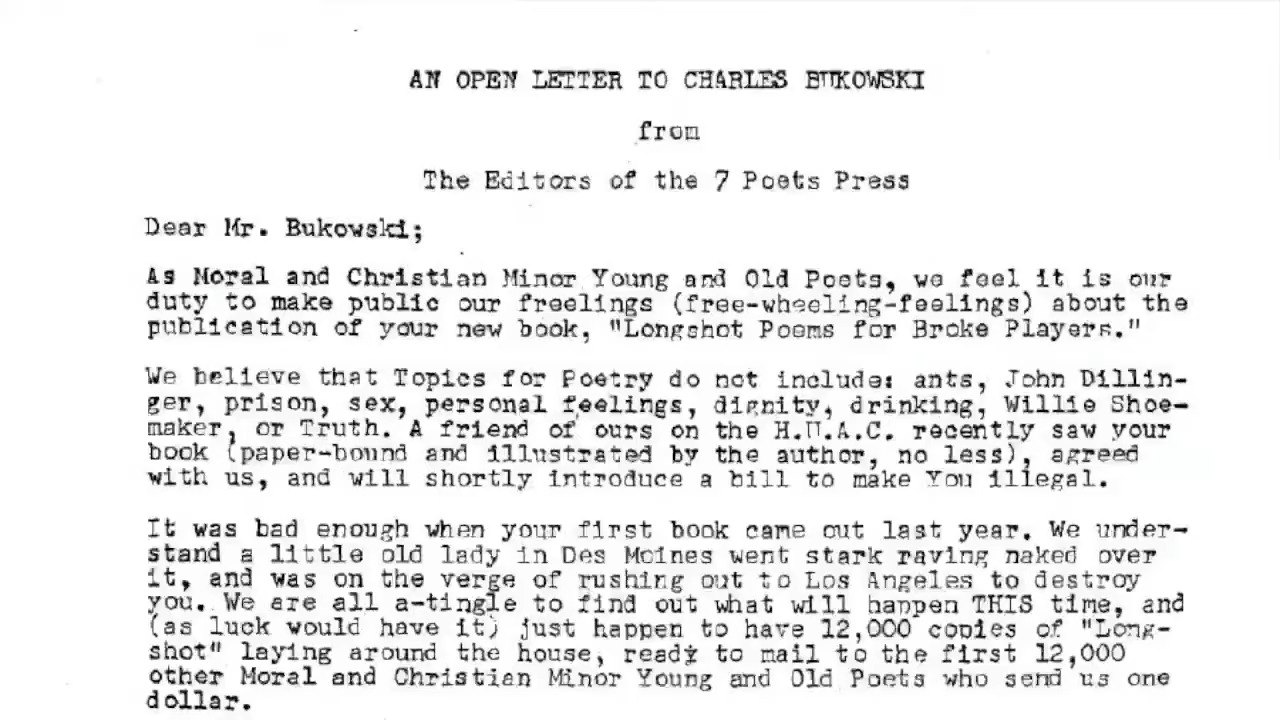 AN OPEN LETTER TO CHARLES BUKOWSKI
from
The Editors of the 7 Poets Press
Dear Mr. Bukowski;
As Moral and Christian Minor Young and Old Poets, we feel it is our
duty to make public our freelings (free-wheeling-feelings) about the
publication of your new book, "Longshot Poems for Broke Players."
We believe that Topics for Poetry do not include: ants, John Dillin-
ger, prison, sex, personal feelings, dignity, drinking, Willie Shoe-
maker, or Truth. A friend of ours on the H.U.A.C. recently saw your
book (paper-bound and illustrated by the author, no less), agreed
with us, and will shortly introduce a bill to make You illegal.
It was bad enough when your first book came out last year. We under-
stand a little old lady in Des Moines went stark raving naked over
it, and was on the verge of rushing out to Los Angeles to destroy
you. We are all a-tingle to find out what will happen THIS time, and
(as luck would have it) just happen to have 12,000 copies of "Long-
shot" laying around the house, ready to mail to the first 12,000
other Moral and Christian Minor Young and Old Poets who send us one
dollar.